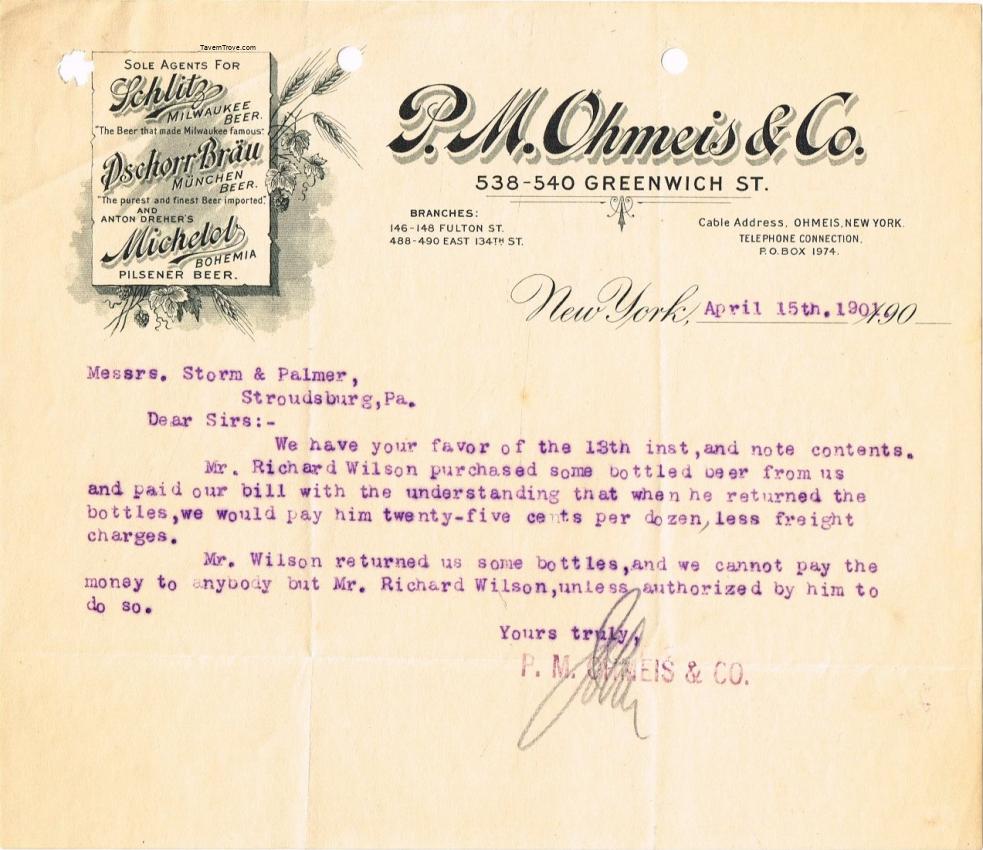 TavernTrove.com
SOLE AGENTS FOR
Schlitz
MILWAUKEE
BEER.
"The Beer that made Milwaukee famous."
Pschorr Bräu
MÜNCHEN
BEER.
"The purest and finest Beer imported."
AND
ANTON DREHER'S
Michelob
BOHEMIA
PILSENER BEER.
P. M. Ohmeis & Co.
538-540 GREENWICH ST.
BRANCHES:
146-148 FULTON ST.
488-490 EAST 134TH ST.
Cable Address, OHMEIS, NEW YORK.
TELEPHONE CONNECTION.
P.O. BOX 1974.
New York, April 15th. 1901. 190
Messrs. Storm & Palmer,
Stroudsburg,Pa.
Dear Sirs:-
We have your favor of the 13th inst,and note contents.
Mr. Richard Wilson purchased some bottled beer from us
and paid our bill with the understanding that when he returned the
bottles,we would pay him twenty-five cents per dozen,less freight
charges.
Mr. Wilson returned us some bottles,and we cannot pay the
money to anybody but Mr. Richard Wilson,unless authorized by him to
do so.
Yours truly,
P. M. OHMEIS & CO.